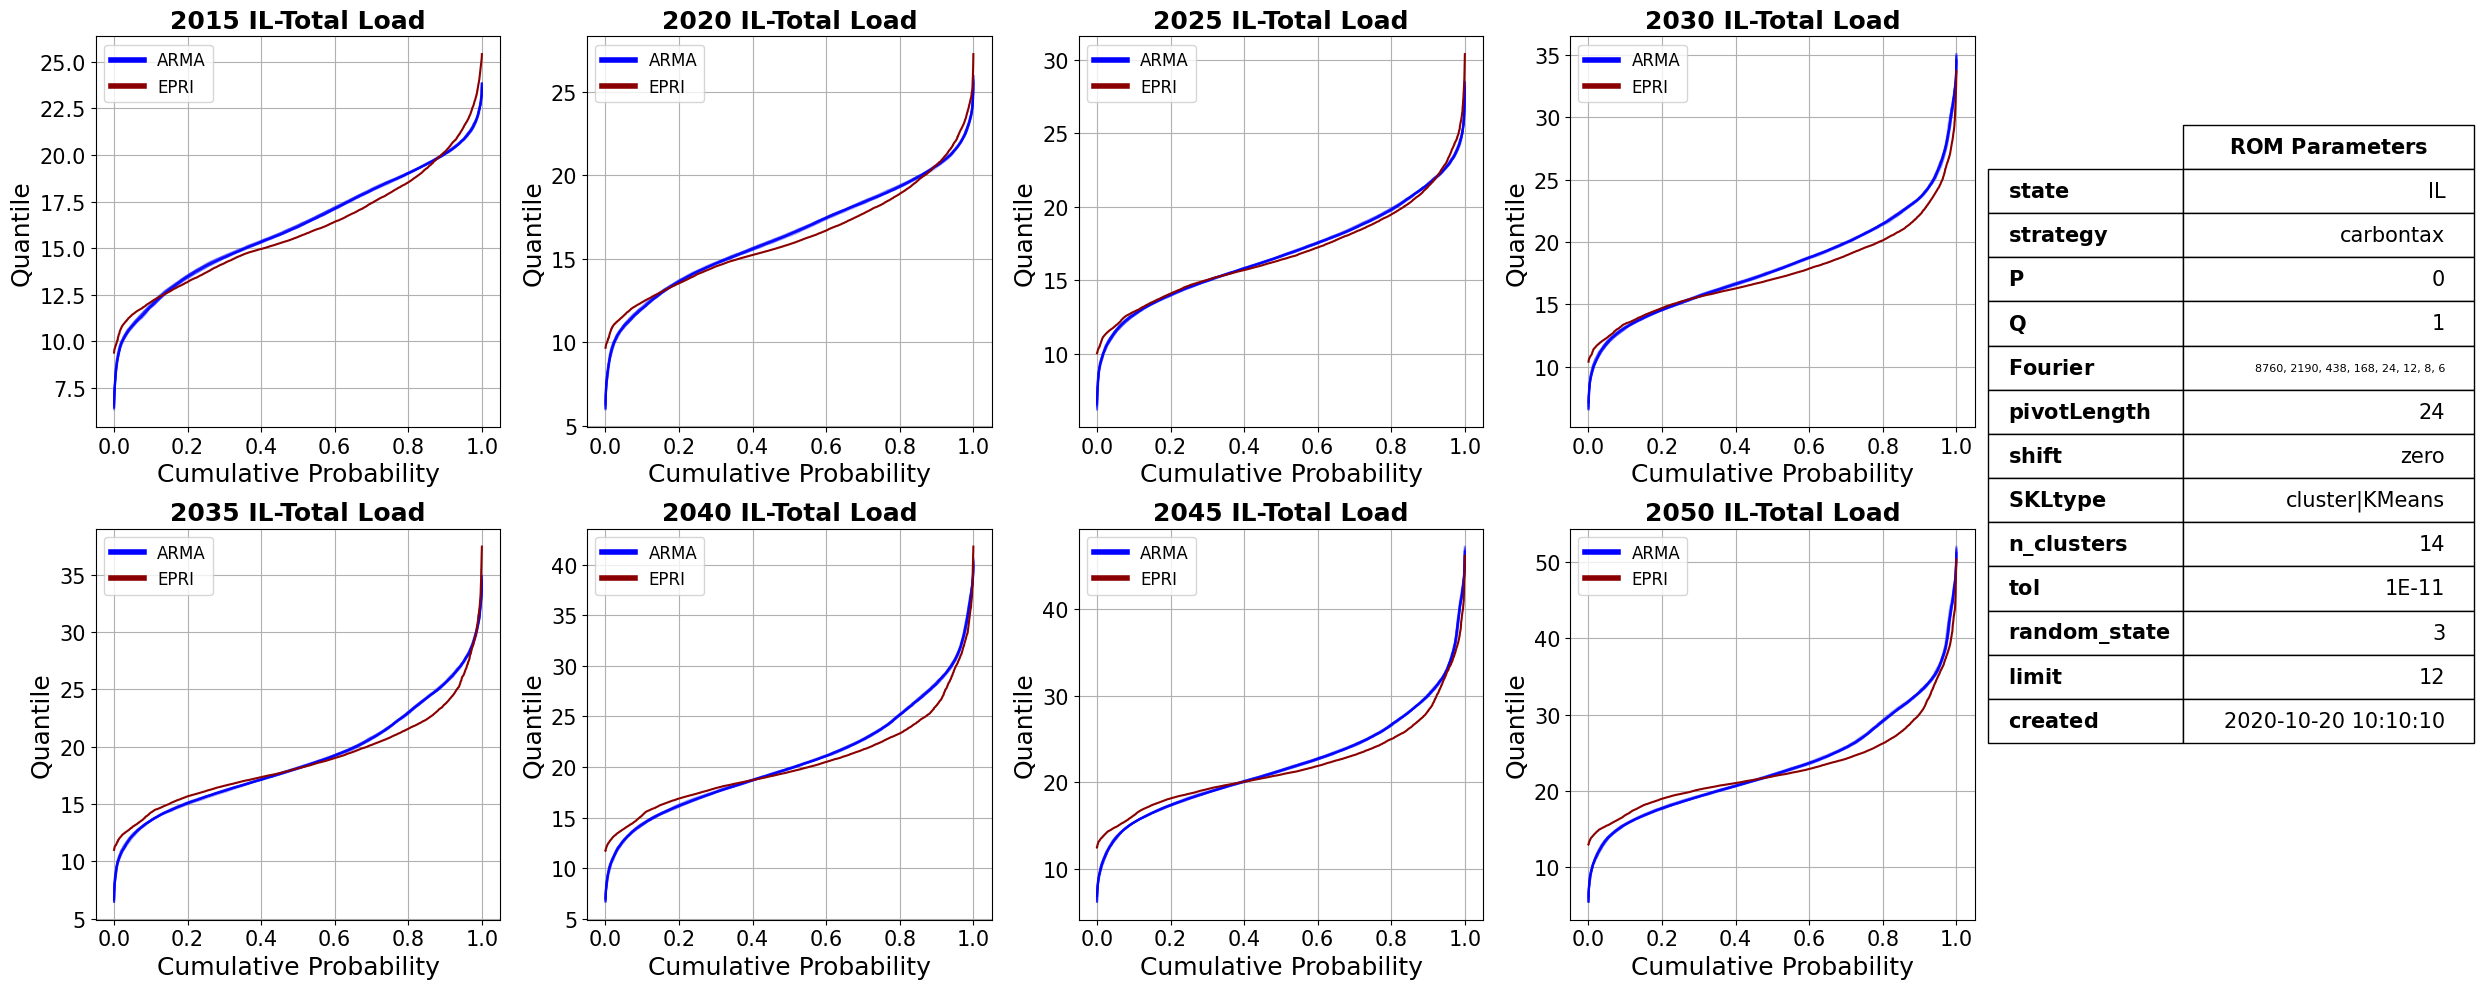 2015 IL-Total Load
ARMA
EPRI
Quantile
25.0
22.5
20.0
17.5
15.0
12.5
10.0
7.5
0.0 0.2 0.4 0.6 0.8 1.0
Cumulative Probability
2020 IL-Total Load
ARMA
EPRI
Quantile
25
20
15
10
5
0.0 0.2 0.4 0.6 0.8 1.0
Cumulative Probability
2025 IL-Total Load
ARMA
EPRI
Quantile
30
25
20
15
10
0.0 0.2 0.4 0.6 0.8 1.0
Cumulative Probability
2030 IL-Total Load
ARMA
EPRI
Quantile
35
30
25
20
15
10
0.0 0.2 0.4 0.6 0.8 1.0
Cumulative Probability
2035 IL-Total Load
ARMA
EPRI
Quantile
35
30
25
20
15
10
5
0.0 0.2 0.4 0.6 0.8 1.0
Cumulative Probability
2040 IL-Total Load
ARMA
EPRI
Quantile
40
35
30
25
20
15
10
5
0.0 0.2 0.4 0.6 0.8 1.0
Cumulative Probability
2045 IL-Total Load
ARMA
EPRI
Quantile
40
30
20
10
0.0 0.2 0.4 0.6 0.8 1.0
Cumulative Probability
2050 IL-Total Load
ARMA
EPRI
Quantile
50
40
30
20
10
0.0 0.2 0.4 0.6 0.8 1.0
Cumulative Probability
ROM Parameters
state IL
strategy carbontax
P 0
Q 1
Fourier 8760, 2190, 438, 168, 24, 12, 8, 6
pivotLength 24
shift zero
SKLtype cluster|KMeans
n_clusters 14
tol 1E-11
random_state 3
limit 12
created 2020-10-20 10:10:10